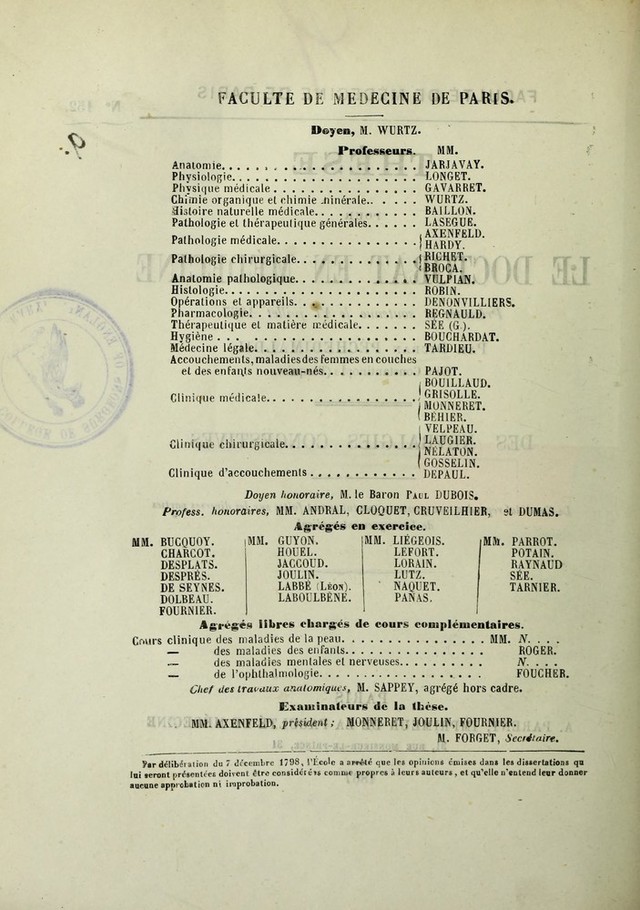 FACULTE DE MEDECINE DE PARIS.
Doyen, M. WURTZ.
Professeurs. MM.
Anatomie. . . . . . . . . . . . . . . . . . . . . JARJAVAY.
Physiologie. . . . . . . . . . . . . . . . . . . . LONGET.
Physique médicale . . . . . . . . . . . . . . . GAVARRET.
Chimie organique et chimie minérale. . . . . . WURTZ.
Histoire naturelle médicale. . . . . . . . . . . BAILLON.
Pathologie et thérapeutique générales. . . . . . LASEGUE.
Pathologie médicale. . . . . . . . . . . . . . . AXENFELD.
HARDY.
Pathologie chirurgicale. . . . . . . . . . . . . RICHET.
BROCA.
Anatomie pathologique. . . . . . . . . . . . . VULPIAN.
Histologie. . . . . . . . . . . . . . . . . . . . ROBIN.
Opérations et appareils. . . . . . . . . . . . . DENONVILLIERS.
Pharmacologie. . . . . . . . . . . . . . . . . . REGNAULD.
Thérapeutique et matière médicale. . . . . . . SÉE (G.).
Hygiène . . . . . . . . . . . . . . . . . . . . BOUCHARDAT.
Médecine légale. . . . . . . . . . . . . . . . . TARDIEU.
Accouchements, maladies des femmes en couches
et des enfants nouveau-nés. . . . . . . . . . . PAJOT.
BOUILLAUD.
Clinique médicale. . . . . . . . . . . . . . . . GRISOLLE.
MONNERET.
BÉHIER.
VELPEAU.
Clinique chirurgicale. . . . . . . . . . . . . . LAUGIER.
NÉLATON.
GOSSELIN.
Clinique d'accouchements . . . . . . . . . . . . DEPAUL.
Doyen honoraire, M. le Baron PAUL DUBOIS.
Profess. honoraires, MM. ANDRAL, CLOQUET, CRUVEILHIER, et DUMAS.
Agrégés en exercice.
MM. BUCQUOY. MM. GUYON. MM. LIÉGEOIS. MM. PARROT.
CHARCOT. HOUEL. LEFORT. POTAIN.
DESPLATS. JACCOUD. LORAIN. RAYNAUD
DESPRÉS. JOULIN. LUTZ. SÉE.
DE SEYNES. LABBÉ (LÉON). NAQUET. TARNIER.
DOLBEAU. LABOULBÈNE. PANAS.
FOURNIER.
Agrégés libres chargés de cours complémentaires.
Cours clinique des maladies de la peau. . . . . . . . . . . . . . . . MM. N. . . .
— des maladies des enfants. . . . . . . . . . . . . . . . ROGER.
— des maladies mentales et nerveuses. . . . . . . . . . N. . . .
— de l'ophthalmologie. . . . . . . . . . . . . . . . . . FOUCHER.
Chef des travaux anatomiques, M. SAPPEY, agrégé hors cadre.
Examinateurs de la thèse.
MM. AXENFELD, président; MONNERET, JOULIN, FOURNIER.
M. FORGET, Secrétaire.
Par délibération du 7 décembre 1798, l'École a arrêté que les opinions émises dans les dissertations qu
lui seront présentées doivent être considérées comme propres à leurs auteurs, et qu'elle n'entend leur donner
aucune approbation ni improbation.